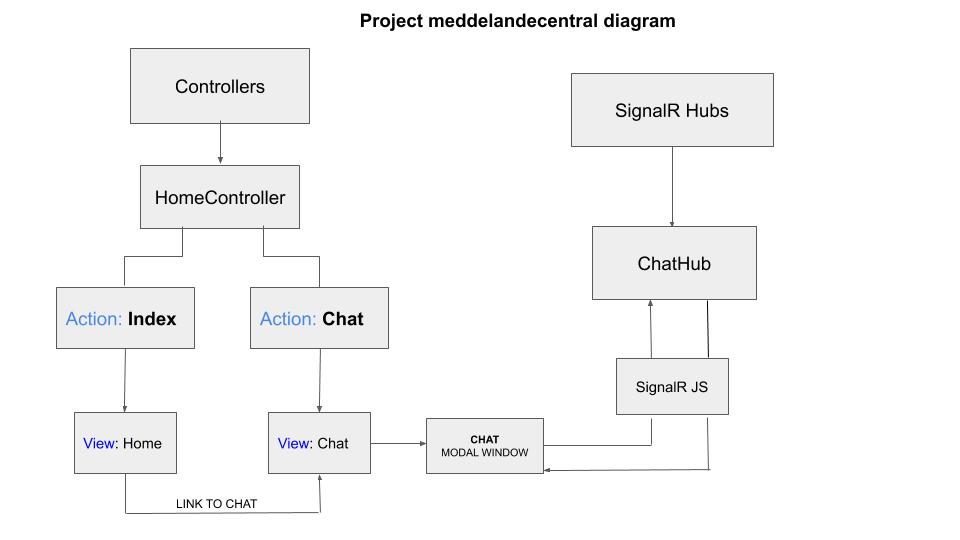 Project meddelandecentral diagram
Controllers
SignalR Hubs
HomeController
ChatHub
Action: Index
Action: Chat
SignalR JS
View: Home
View: Chat
CHAT
MODAL WINDOW
LINK TO CHAT